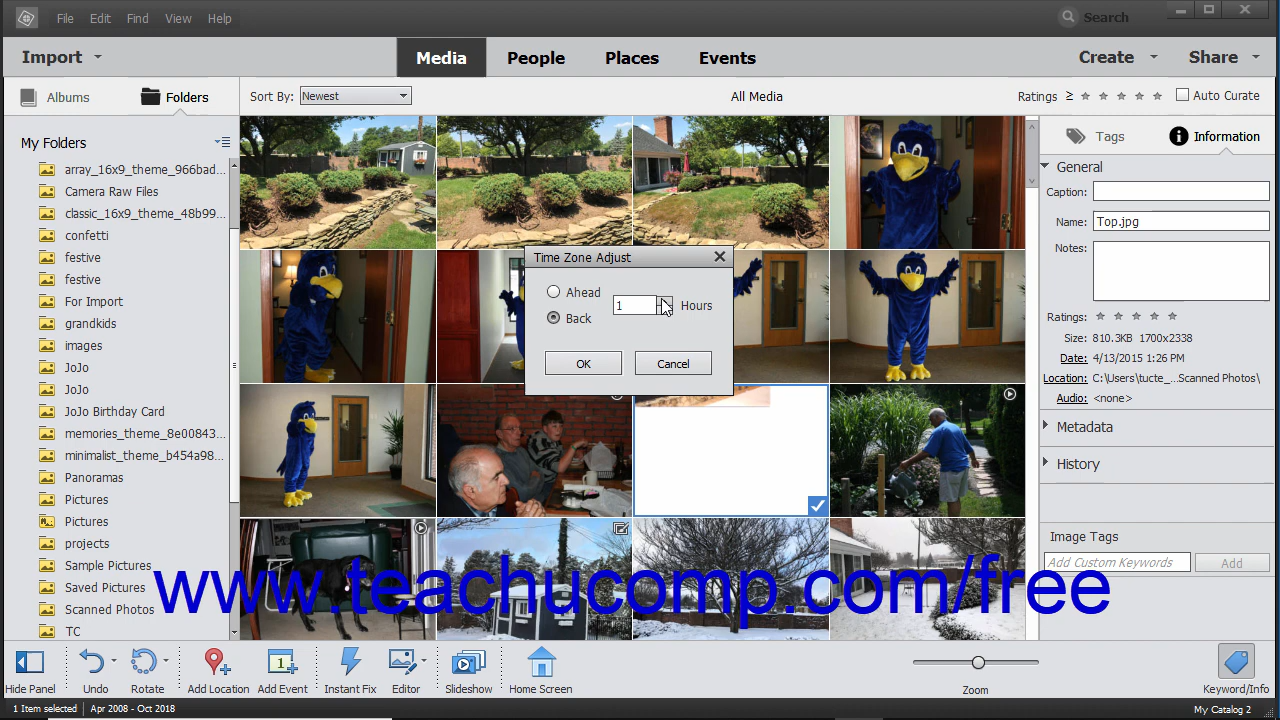 File Edit Find View Help Search
Import Media People Places Events Create Share
Albums Folders Sort By: Newest All Media Ratings ≥ Auto Curate
My Folders
array_16x9_theme_966bad...
Camera Raw Files
classic_16x9_theme_48b99...
confetti
festive
festive
For Import
grandkids
images
JoJo
JoJo
JoJo Birthday Card
memories_theme_8e00843...
minimalist_theme_b454a98...
Panoramas
Pictures
Pictures
projects
Sample Pictures
Saved Pictures
Scanned Photos
TC
Time Zone Adjust
Ahead
1 Hours
Back
OK Cancel
Tags Information
General
Caption:
Name: Top.jpg
Notes:
Ratings:
Size: 810.3KB 1700x2338
Date: 4/13/2015 1:26 PM
Location: C:\Users\tucte_...Scanned Photos\
Audio: <none>
Metadata
History
Image Tags
Add Custom Keywords Add
www.teachucomp.com/free
Hide Panel Undo Rotate Add Location 1 Add Event Instant Fix Editor Slideshow Home Screen Zoom Keyword/Info
1 Item selected Apr 2008 - Oct 2018 My Catalog 2